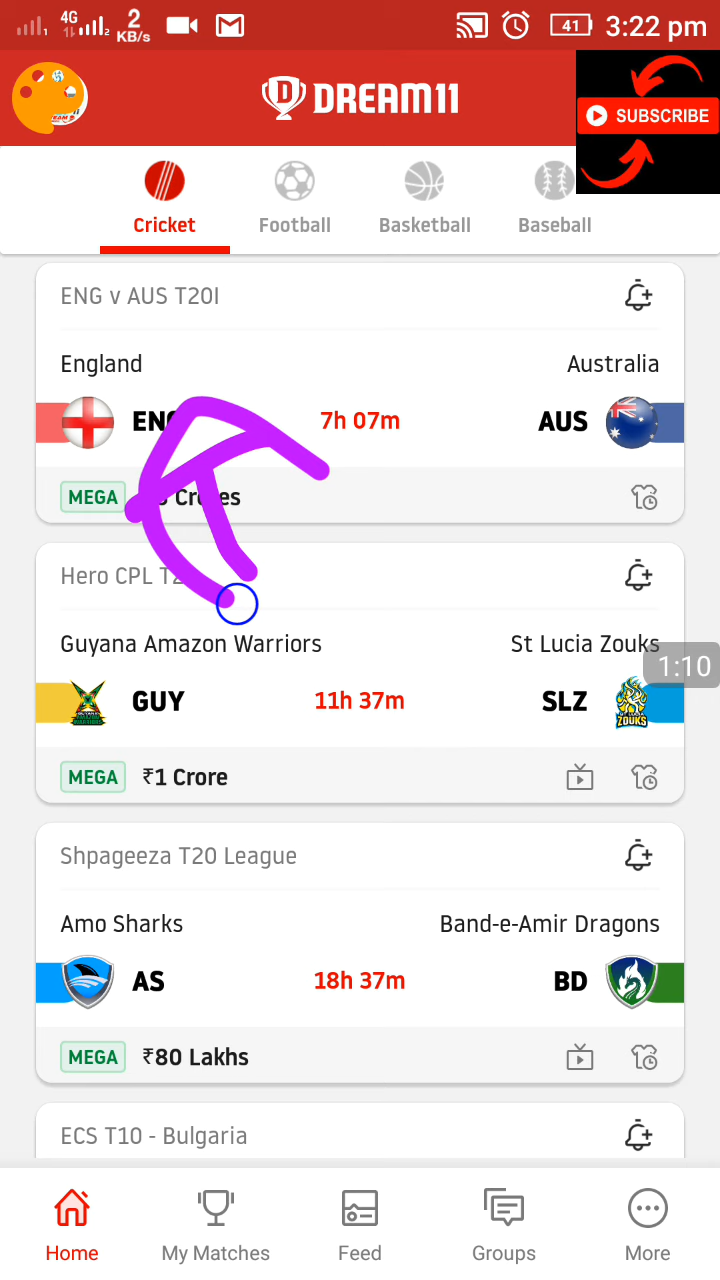 4G 2 KB/s 41 3:22 pm
DREAM11
SUBSCRIBE
Cricket Football Basketball Baseball
ENG v AUS T20I
England Australia
7h 07m AUS
MEGA
Hero CPL
Guyana Amazon Warriors St Lucia Zouks
1:10
GUY 11h 37m SLZ
ZOUKS
MEGA ₹1 Crore
Shpageeza T20 League
Amo Sharks Band-e-Amir Dragons
AS 18h 37m BD
MEGA ₹80 Lakhs
ECS T10 - Bulgaria
Home My Matches Feed Groups More